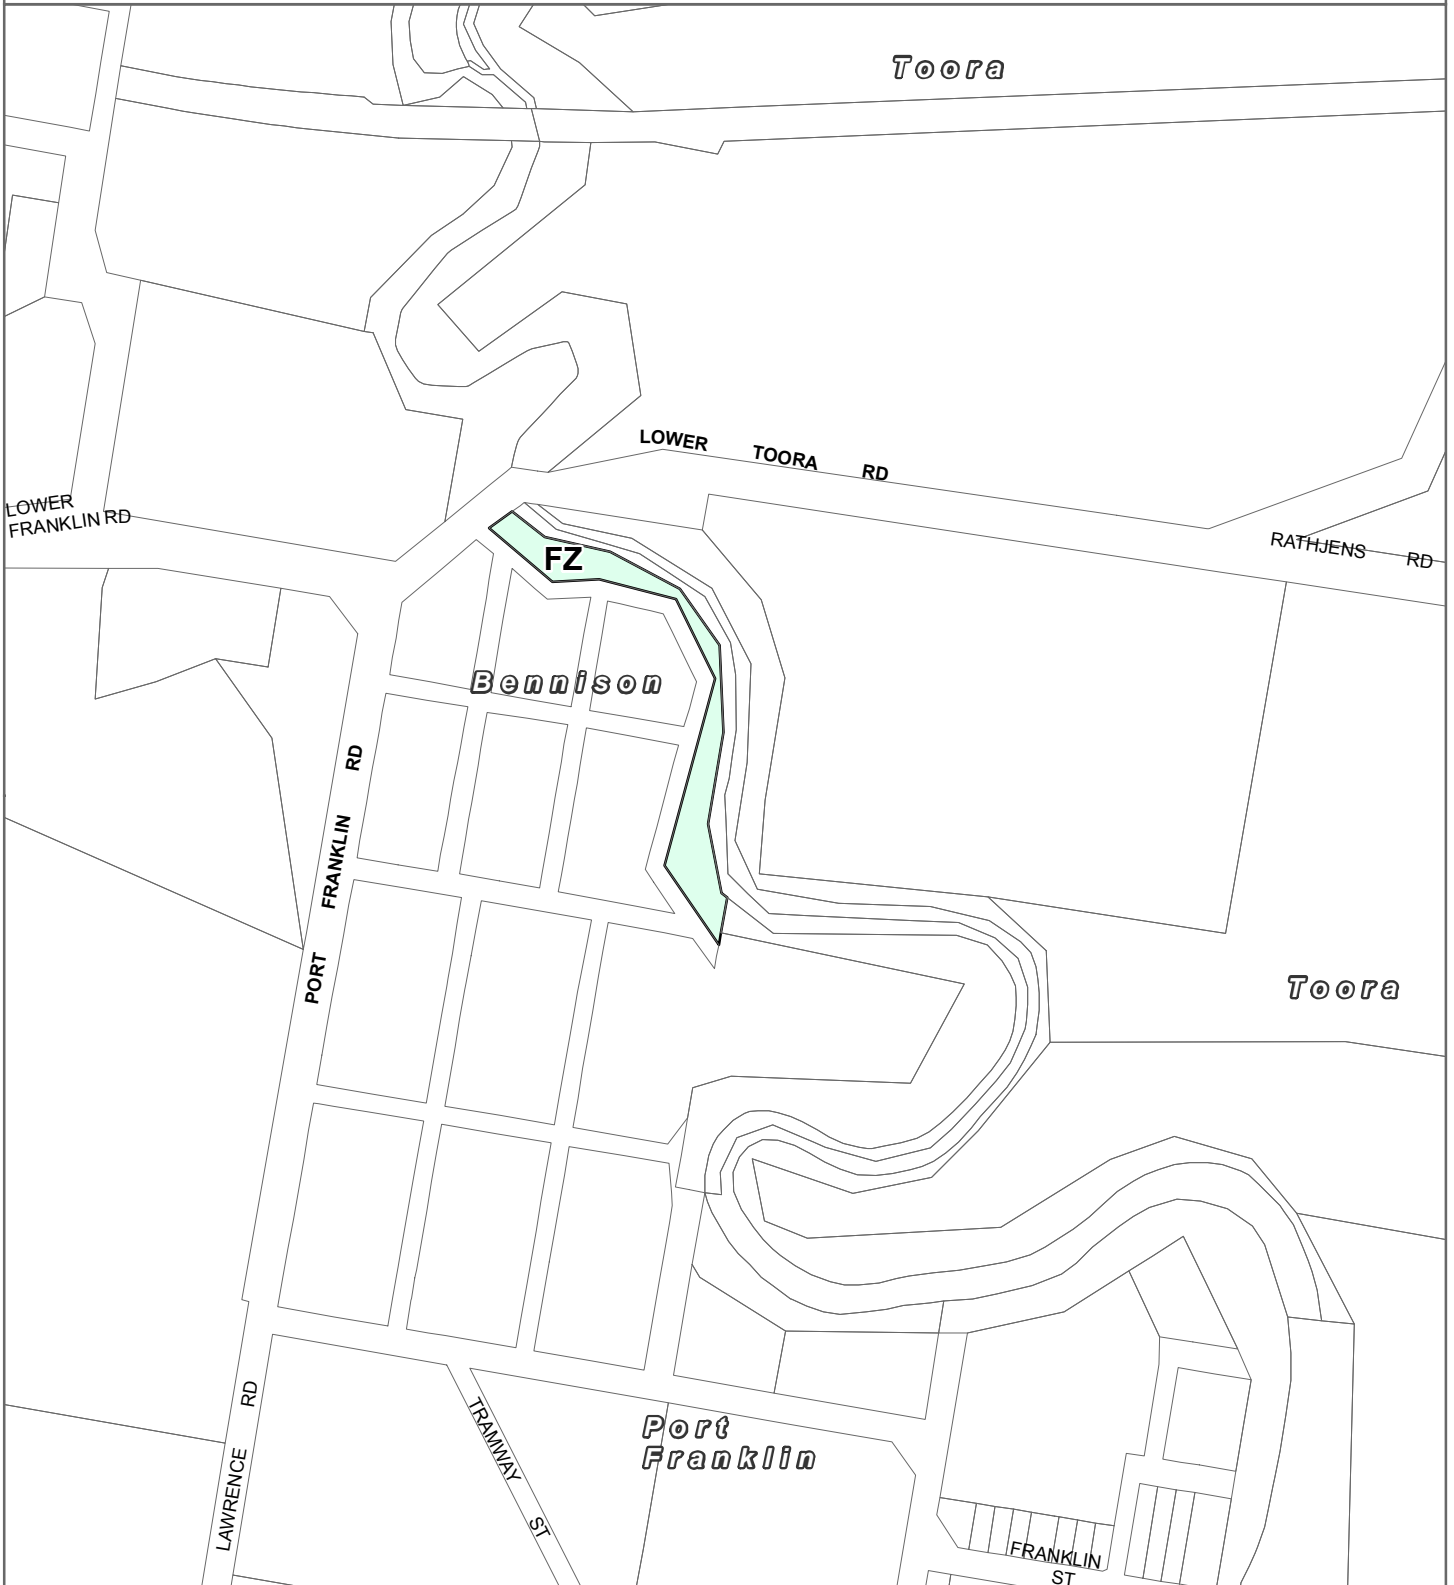 Toora
LOWER TOORA RD
LOWER
FRANKLIN RD
RATHJENS RD
FZ
Bennison
PORT FRANKLIN RD
Toora
LAWRENCE RD
TRAMWAY ST
Port
Franklin
FRANKLIN
ST